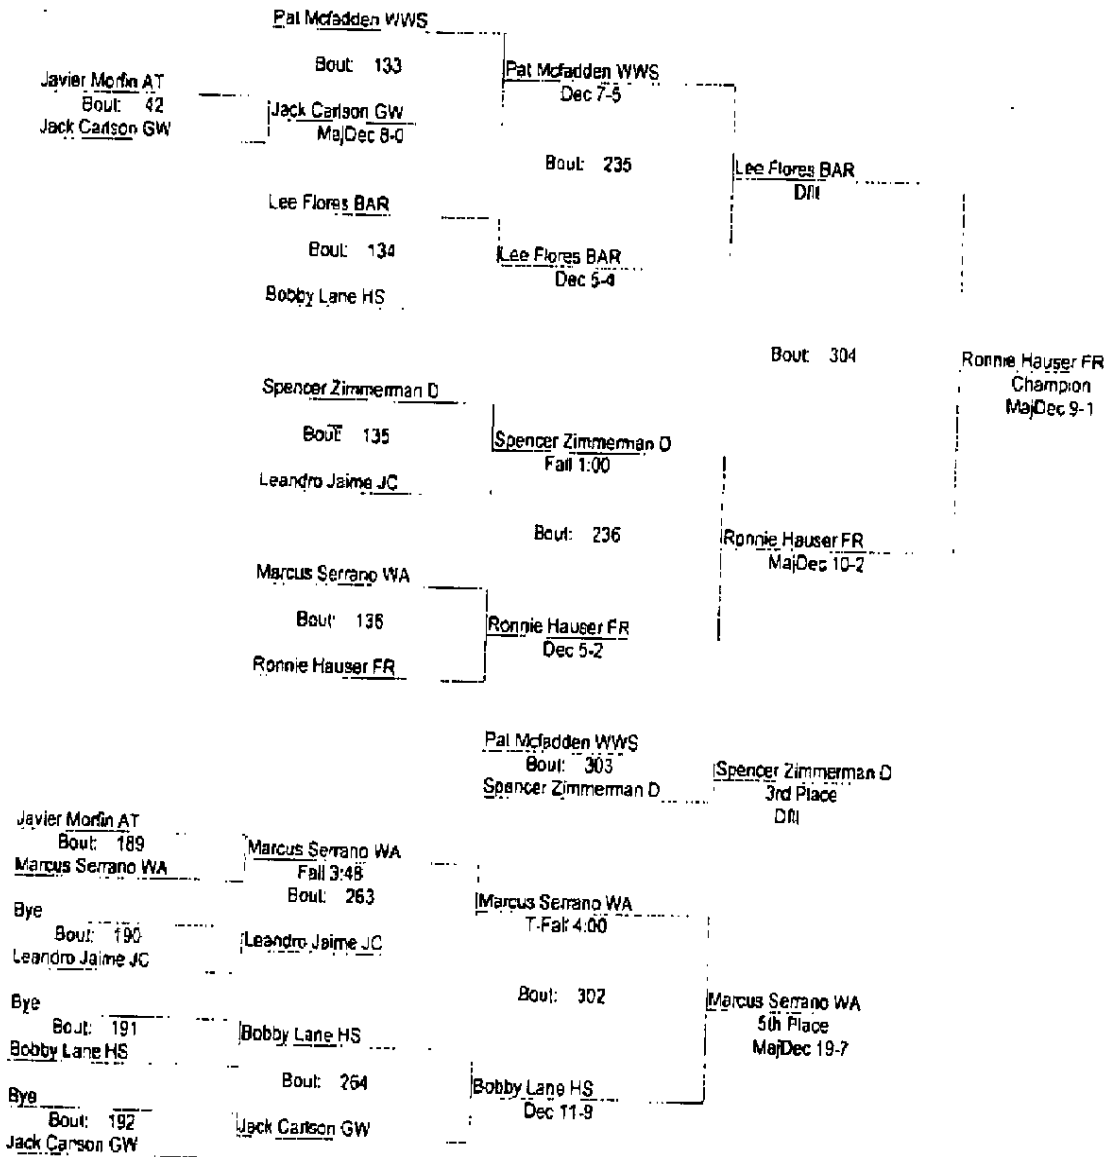 Pat Mcfadden WWS
Bout: 133
Javier Morfin AT
Bout: 42
Jack Carlson GW
Jack Carlson GW
MajDec 8-0
Pat Mcfadden WWS
Dec 7-5
Bout: 235
Lee Flores BAR
Dflt
Lee Flores BAR
Bout: 134
Bobby Lane HS
Lee Flores BAR
Dec 5-4
Bout: 304
Ronnie Hauser FR
Champion
MajDec 9-1
Spencer Zimmerman D
Bout: 135
Leandro Jaime JC
Spencer Zimmerman D
Fall 1:00
Bout: 236
Ronnie Hauser FR
MajDec 10-2
Marcus Serrano WA
Bout: 136
Ronnie Hauser FR
Ronnie Hauser FR
Dec 5-2
Pat Mcfadden WWS
Bout: 303
Spencer Zimmerman D
Spencer Zimmerman D
3rd Place
Dflt
Javier Morfin AT
Bout: 189
Marcus Serrano WA
Marcus Serrano WA
Fall 3:48
Bout: 263
Bye
Bout: 190
Leandro Jaime JC
Leandro Jaime JC
Marcus Serrano WA
T-Fall 4:00
Bout: 302
Marcus Serrano WA
5th Place
MajDec 19-7
Bye
Bout: 191
Bobby Lane HS
Bobby Lane HS
Bout: 264
Bye
Bout: 192
Jack Carlson GW
Jack Carlson GW
Bobby Lane HS
Dec 11-9